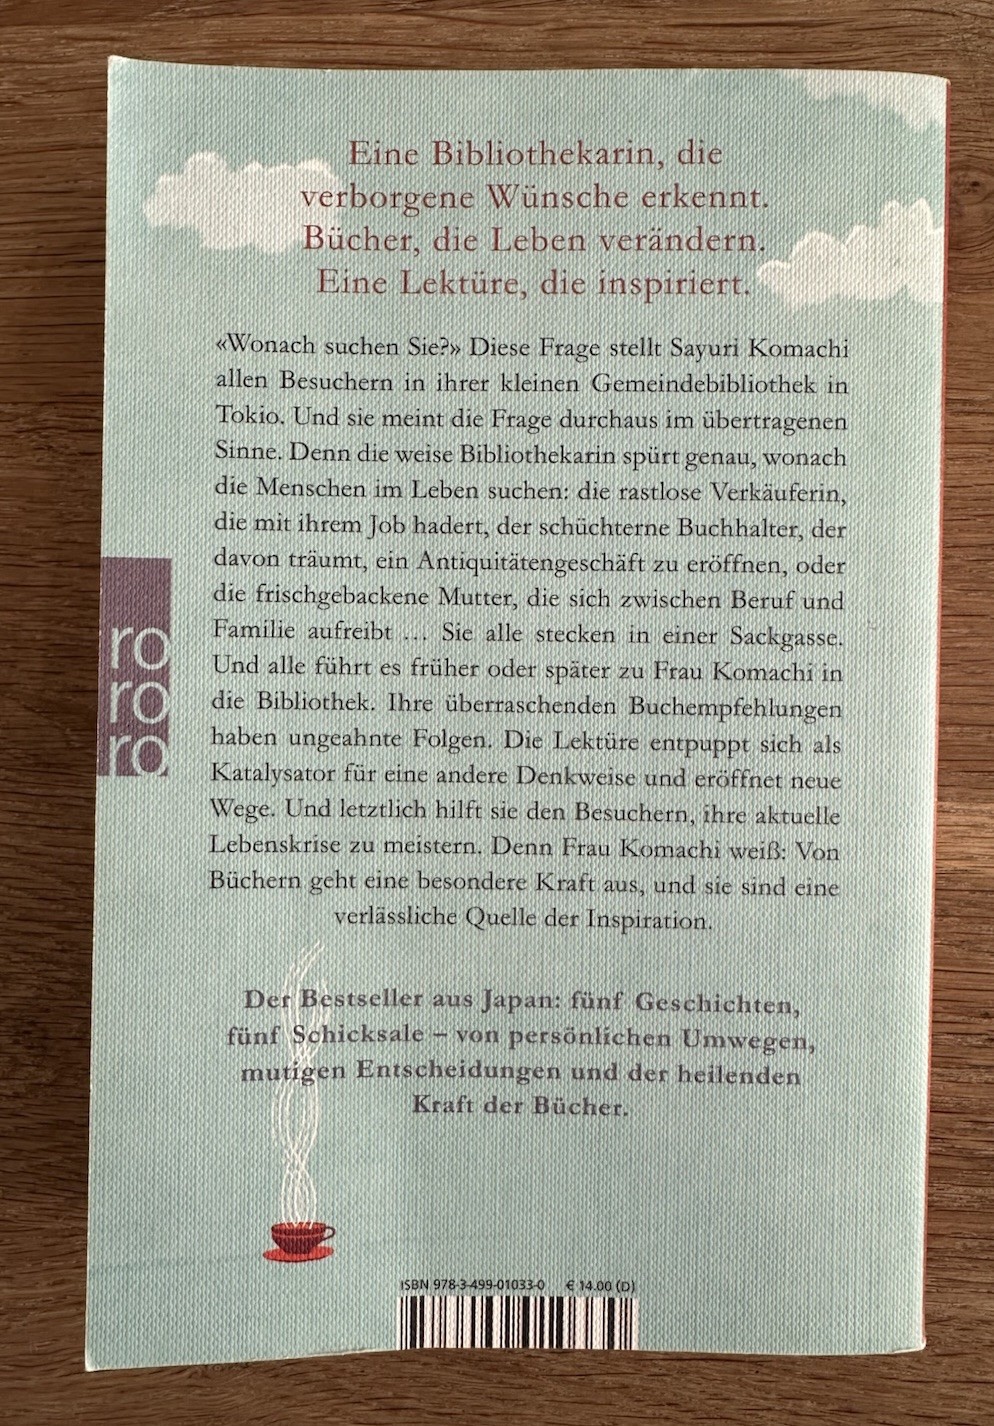 Eine Bibliothekarin, die
verborgene Wünsche erkennt.
Bücher, die Leben verändern.
Eine Lektüre, die inspiriert.
«Wonach suchen Sie?» Diese Frage stellt Sayuri Komachi
allen Besuchern in ihrer kleinen Gemeindebibliothek in
Tokio. Und sie meint die Frage durchaus im übertragenen
Sinne. Denn die weise Bibliothekarin spürt genau, wonach
die Menschen im Leben suchen: die rastlose Verkäuferin,
die mit ihrem Job hadert, der schüchterne Buchhalter, der
davon träumt, ein Antiquitätengeschäft zu eröffnen, oder
die frischgebackene Mutter, die sich zwischen Beruf und
Familie aufreibt … Sie alle stecken in einer Sackgasse.
Und alle führt es früher oder später zu Frau Komachi in
die Bibliothek. Ihre überraschenden Buchempfehlungen
haben ungeahnte Folgen. Die Lektüre entpuppt sich als
Katalysator für eine andere Denkweise und eröffnet neue
Wege. Und letztlich hilft sie den Besuchern, ihre aktuelle
Lebenskrise zu meistern. Denn Frau Komachi weiß: Von
Büchern geht eine besondere Kraft aus, und sie sind eine
verlässliche Quelle der Inspiration.
ro
ro
ro
Der Bestseller aus Japan: fünf Geschichten,
fünf Schicksale – von persönlichen Umwegen,
mutigen Entscheidungen und der heilenden
Kraft der Bücher.
ISBN 978-3-499-01033-0 € 14.00 (D)